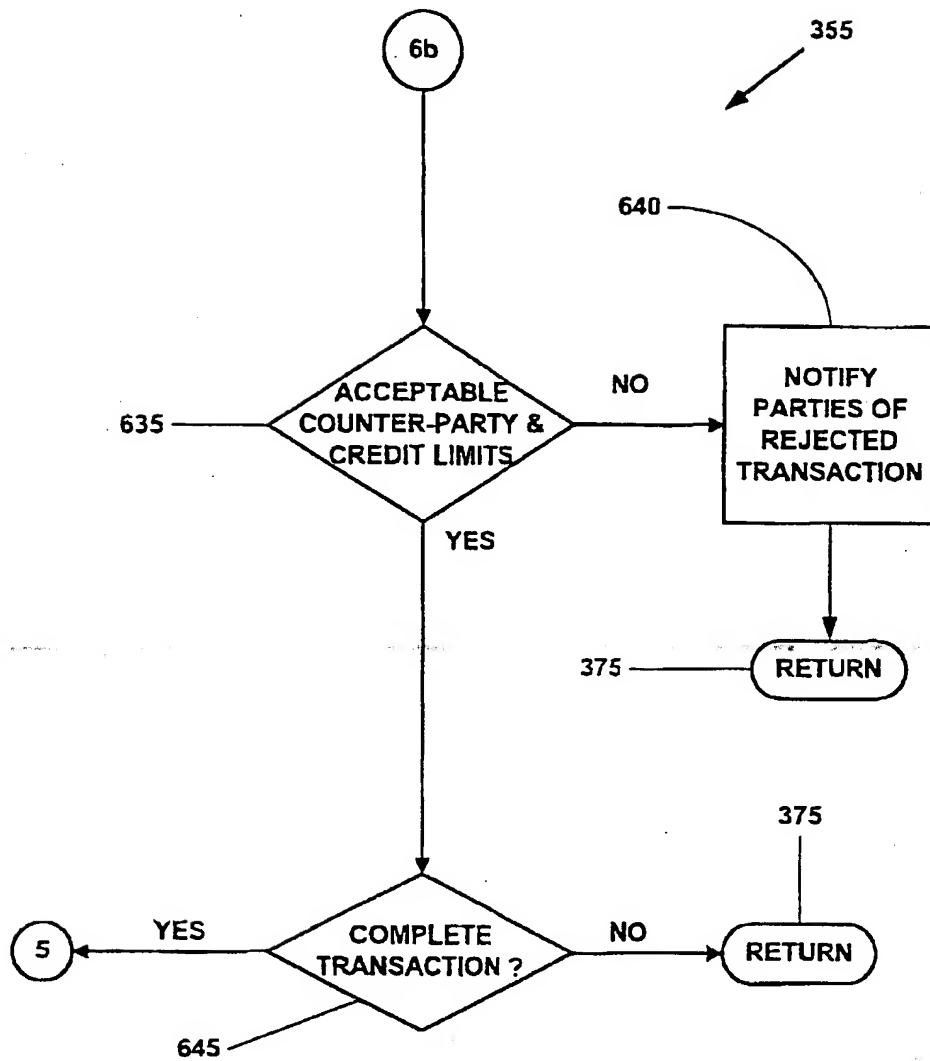 6b
355
640
ACCEPTABLE
COUNTER-PARTY &
CREDIT LIMITS
635
NO
NOTIFY
PARTIES OF
REJECTED
TRANSACTION
YES
375
RETURN
375
5
YES
COMPLETE
TRANSACTION ?
NO
RETURN
645